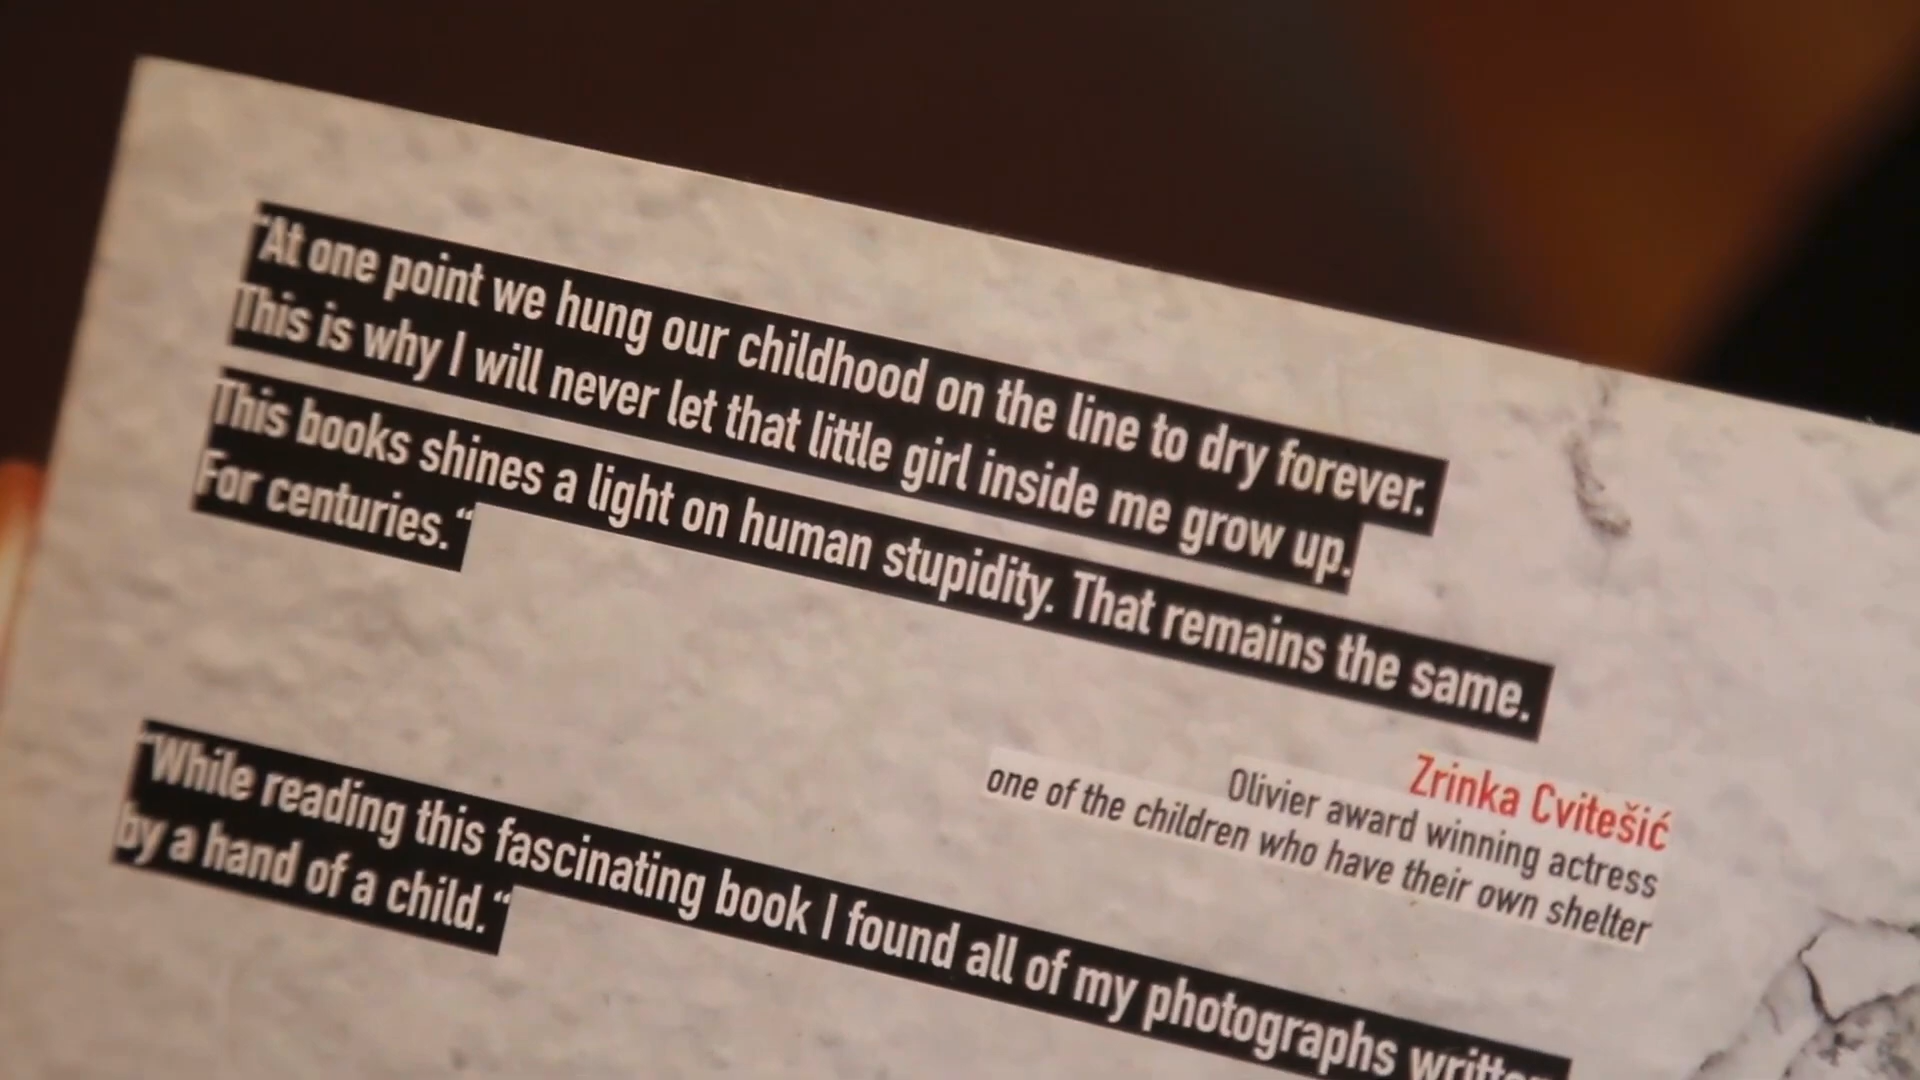 "At one point we hung our childhood on the line to dry forever.
This is why I will never let that little girl inside me grow up.
This books shines a light on human stupidity. That remains the same.
For centuries.“
Zrinka Cvitešić
Olivier award winning actress
one of the children who have their own shelter
"While reading this fascinating book I found all of my photographs written
by a hand of a child.“